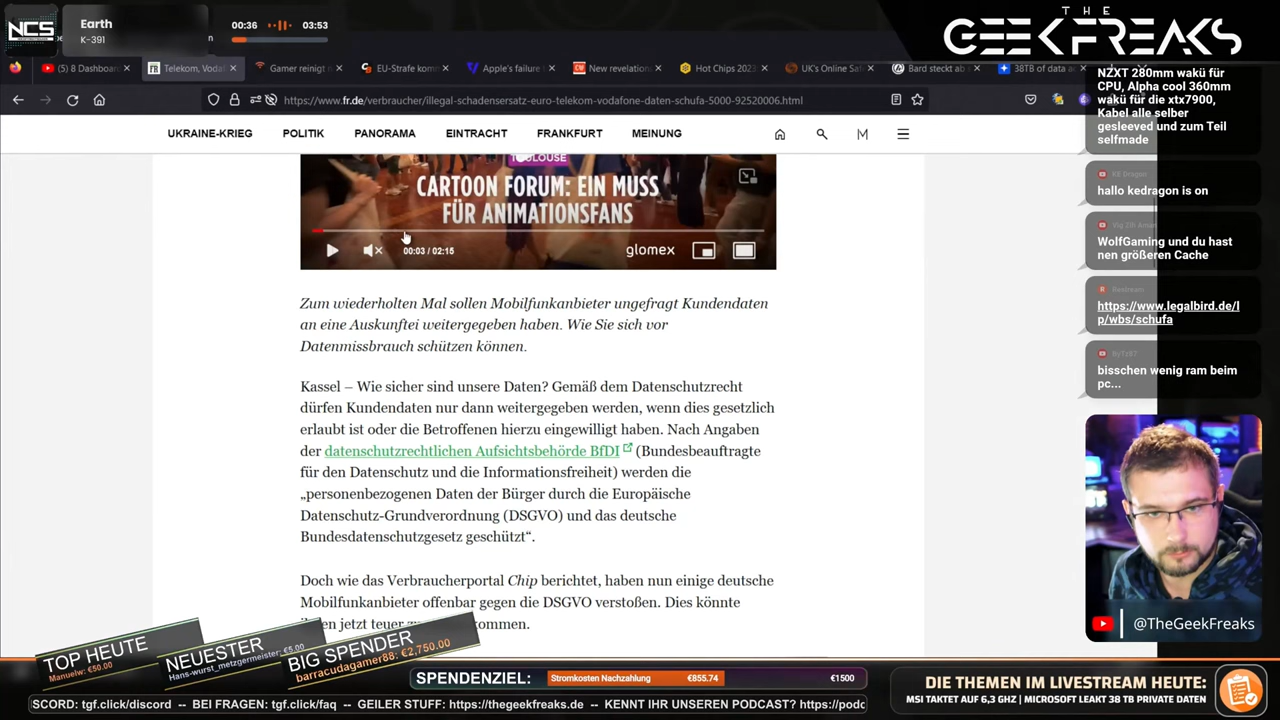 NCS
Earth
K-391
00:36
03:53
THE
GEEKFREAKS
(5) 8 Dashboar
Telekom, Voda
Gamer reinigt r
EU-Strafe kom
Apple's failure
New revelation
Hot Chips 2023
UK's Online Sa
Bard steckt ab
38TB of data a
https://www.fr.de/verbraucher/illegal-schadensersatz-euro-telekom-vodafone-daten-schufa-5000-92520006.html
UKRAINE-KRIEG POLITIK PANORAMA EINTRACHT FRANKFURT MEINUNG
TOULOUSE
CARTOON FORUM: EIN MUSS
FÜR ANIMATIONSFANS
00:03 / 02:15
glomex
Zum wiederholten Mal sollen Mobilfunkanbieter ungefragt Kundendaten
an eine Auskunftei weitergegeben haben. Wie Sie sich vor
Datenmissbrauch schützen können.
Kassel – Wie sicher sind unsere Daten? Gemäß dem Datenschutzrecht
dürfen Kundendaten nur dann weitergegeben werden, wenn dies gesetzlich
erlaubt ist oder die Betroffenen hierzu eingewilligt haben. Nach Angaben
der datenschutzrechtlichen Aufsichtsbehörde BfDI (Bundesbeauftragte
für den Datenschutz und die Informationsfreiheit) werden die
„personenbezogenen Daten der Bürger durch die Europäische
Datenschutz-Grundverordnung (DSGVO) und das deutsche
Bundesdatenschutzgesetz geschützt“.
Doch wie das Verbraucherportal Chip berichtet, haben nun einige deutsche
Mobilfunkanbieter offenbar gegen die DSGVO verstoßen. Dies könnte
jetzt teuer kommen.
NZXT 280mm wakü für
CPU, Alpha cool 360mm
wakü für die xtx7900,
Kabel alle selber
gesleeved und zum Teil
selfmade
KE Dragon
hallo kedragon is on
WolfGaming und du hast
nen größeren Cache
Restream
https://www.legalbird.de/l
p/wbs/schufa
ByTz87
bisschen wenig ram beim
pc...
@TheGeekFreaks
TOP HEUTE
Manuelw: €50.00
NEUESTER
Hans-wurst_metzgermeister: €5.00
BIG SPENDER
barracudagamer88: €2,750.00
SPENDENZIEL:
Stromkosten Nachzahlung €855.74 €1500
DIE THEMEN IM LIVESTREAM HEUTE:
MSI TAKTET AUF 6,3 GHZ | MICROSOFT LEAKT 38 TB PRIVATE DATEN
SCORD: tgf.click/discord -- BEI FRAGEN: tgf.click/faq -- GEILER STUFF: https://thegeekfreaks.de -- KENNT IHR UNSEREN PODCAST? https://podc